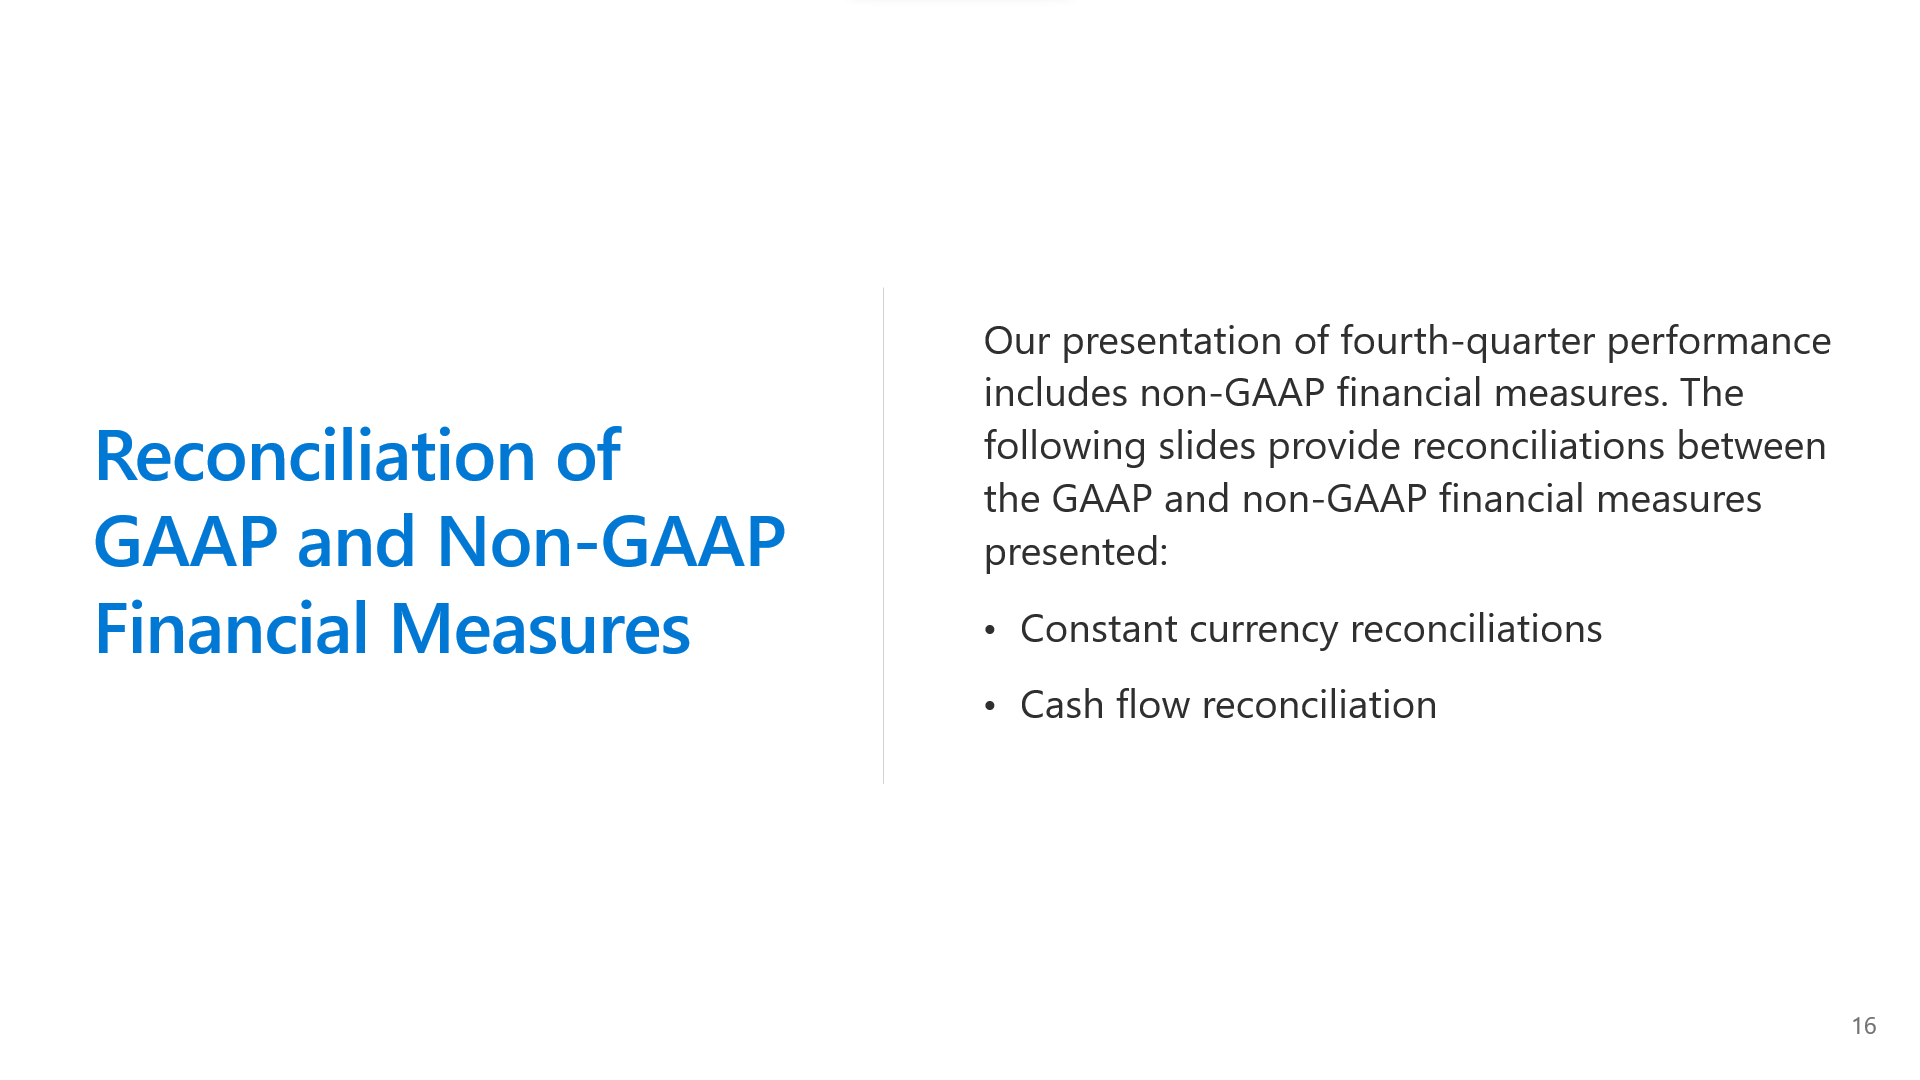 Reconciliation of
GAAP and Non-GAAP
Financial Measures
Our presentation of fourth-quarter performance
includes non-GAAP financial measures. The
following slides provide reconciliations between
the GAAP and non-GAAP financial measures
presented:
• Constant currency reconciliations
• Cash flow reconciliation
16